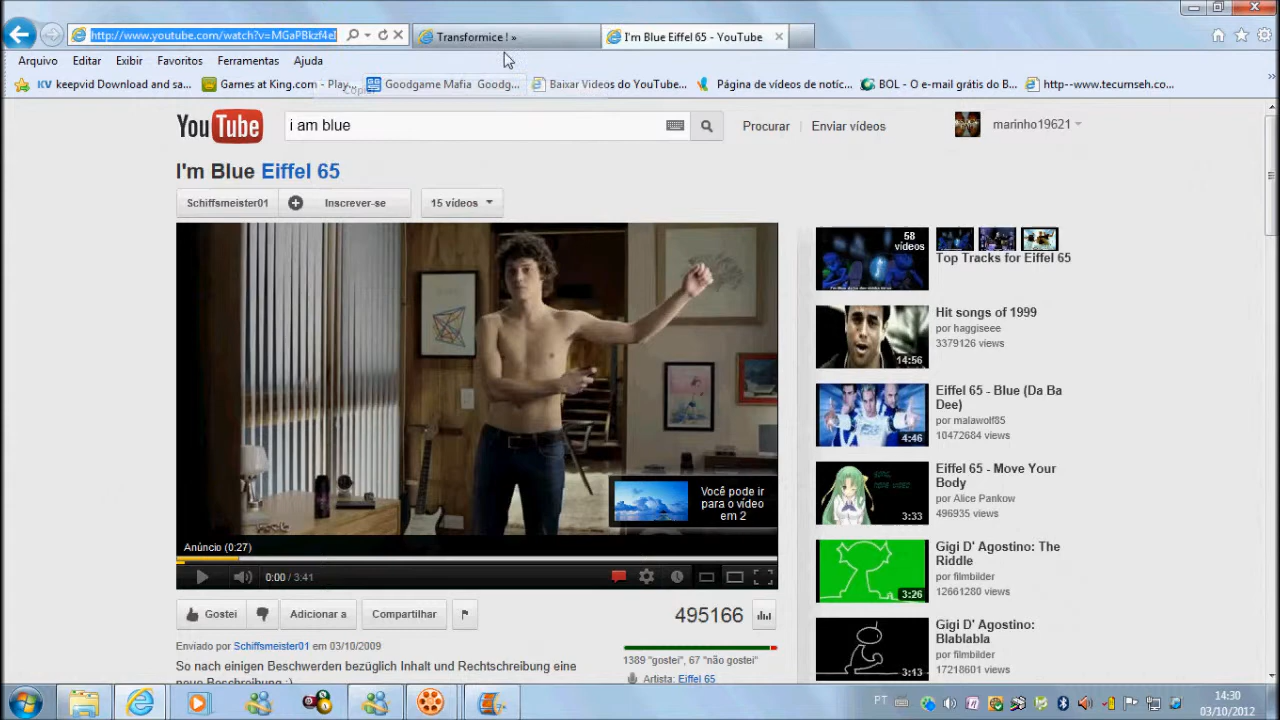 http://www.youtube.com/watch?v=MGaPBkzf4eI
Transformice ! »
I'm Blue Eiffel 65 - YouTube
Arquivo Editar Exibir Favoritos Ferramentas Ajuda
KV keepvid Download and sa...
Games at King.com - Play...
Goodgame Mafia Goodg...
Baixar Videos do YouTube...
Página de vídeos de notíc...
BOL - O e-mail grátis do B...
http--www.tecumseh.com...
Copiar
You Tube
i am blue
Procurar
Enviar vídeos
marinho19621
I'm Blue Eiffel 65
Schiffsmeister01
Inscrever-se
15 vídeos
Você pode ir
para o vídeo
em 2
Anúncio (0:27)
0:00 / 3:41
Gostei
Adicionar a
Compartilhar
495166
Enviado por Schiffsmeister01 em 03/10/2009
1389 "gostei", 67 "não gostei"
So nach einigen Beschwerden bezüglich Inhalt und Rechtschreibung eine
neue Beschreibung :)
Artista: Eiffel 65
58
vídeos
Top Tracks for Eiffel 65
Hit songs of 1999
por haggiseee
3379126 views
14:56
Eiffel 65 - Blue (Da Ba
Dee)
por malawolf85
10472684 views
4:46
Eiffel 65 - Move Your
Body
por Alice Pankow
496935 views
3:33
Gigi D' Agostino: The
Riddle
por filmbilder
12661280 views
3:26
Gigi D' Agostino:
Blablabla
por filmbilder
17218601 views
3:13
PT
14:30
03/10/2012